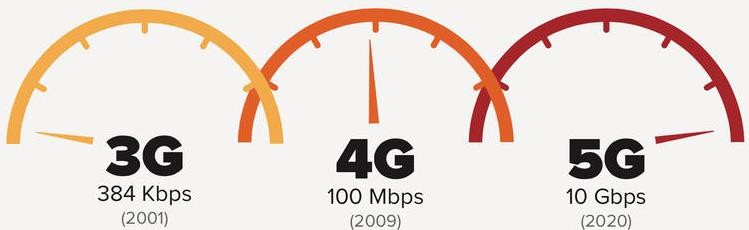 3G
384 Kbps
(2001)
4G
100 Mbps
(2009)
5G
10 Gbps
(2020)